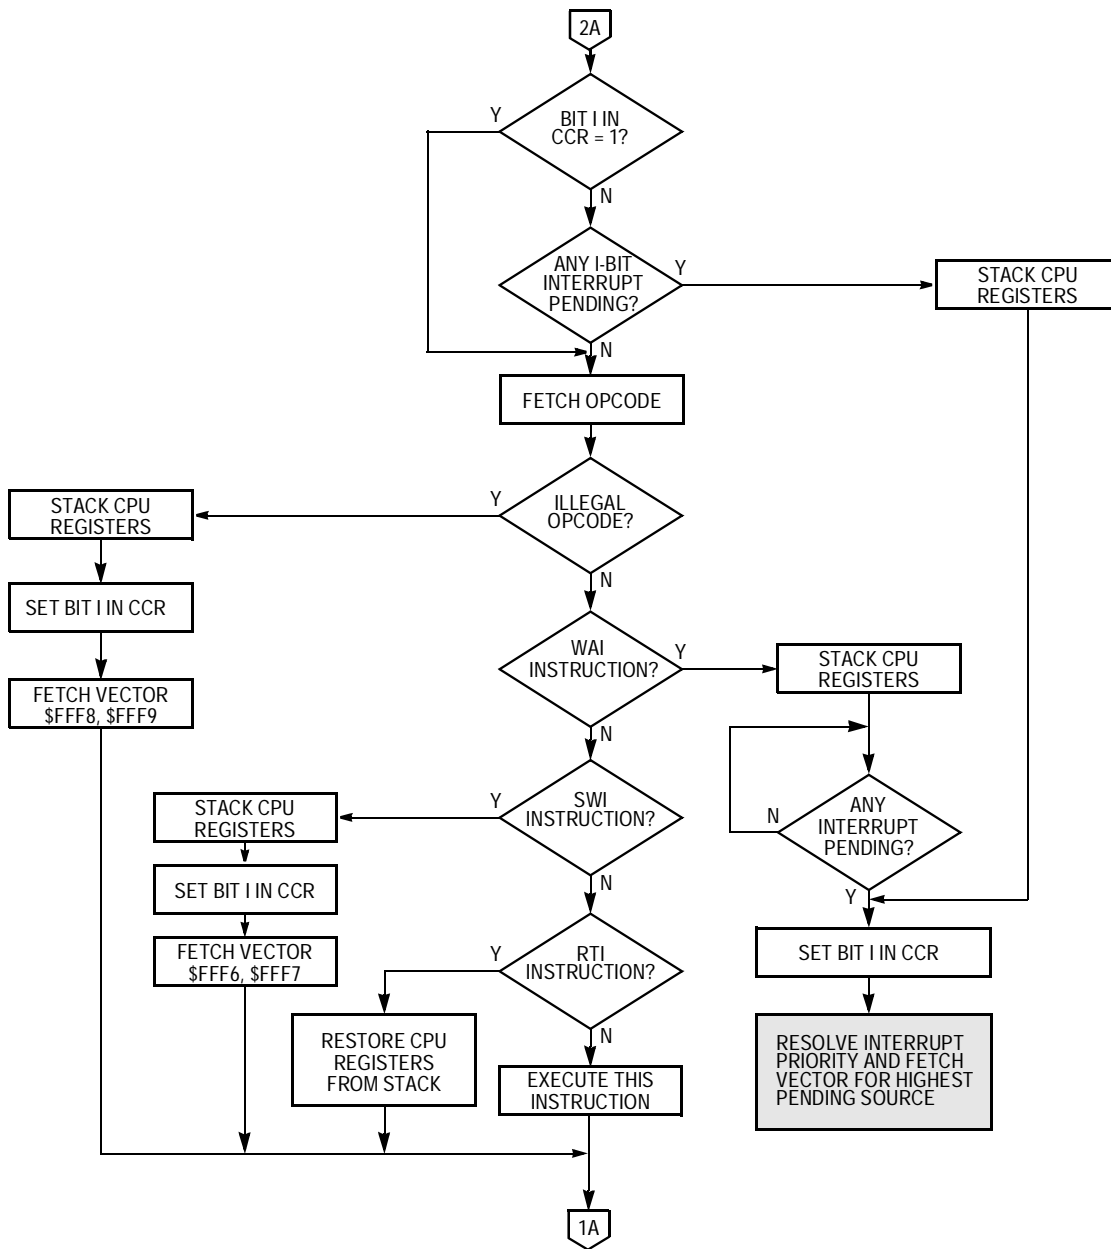 2A
Y
BIT I IN
CCR = 1?
N
ANY I-BIT
INTERRUPT
PENDING?
Y
STACK CPU
REGISTERS
N
FETCH OPCODE
STACK CPU
REGISTERS
Y
ILLEGAL
OPCODE?
N
SET BIT I IN CCR
WAI
INSTRUCTION?
Y
STACK CPU
REGISTERS
FETCH VECTOR
$FFF8, $FFF9
N
STACK CPU
REGISTERS
Y
SWI
INSTRUCTION?
N
ANY
INTERRUPT
PENDING?
SET BIT I IN CCR
N
Y
FETCH VECTOR
$FFF6, $FFF7
Y
RTI
INSTRUCTION?
SET BIT I IN CCR
N
RESTORE CPU
REGISTERS
FROM STACK
EXECUTE THIS
INSTRUCTION
RESOLVE INTERRUPT
PRIORITY AND FETCH
VECTOR FOR HIGHEST
PENDING SOURCE
1A